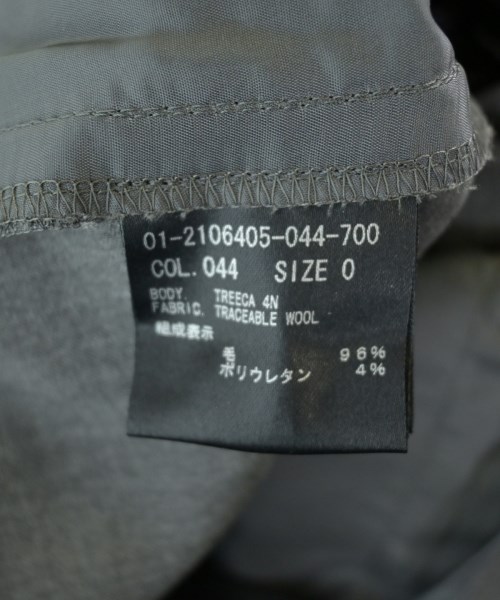 01-2106405-044-700
COL.044 SIZE 0
BODY. TREECA 4N
FABRIC. TRACEABLE WOOL
組成表示
毛 96%
ポリウレタン 4%